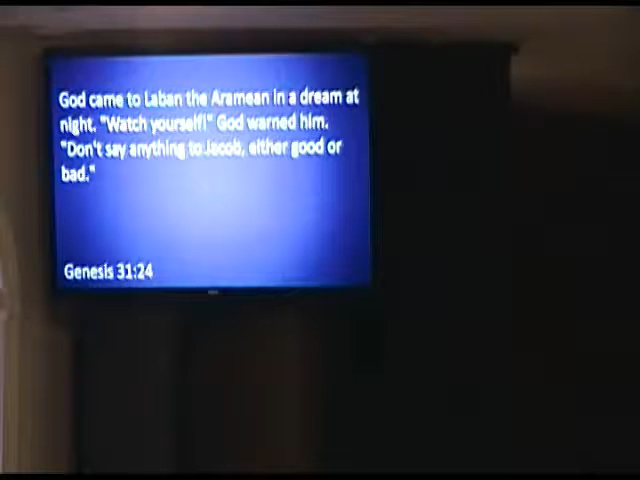 God came to Laban the Aramean in a dream at
night. "Watch yourself!" God warned him.
"Don't say anything to Jacob, either good or
bad."
Genesis 31:24